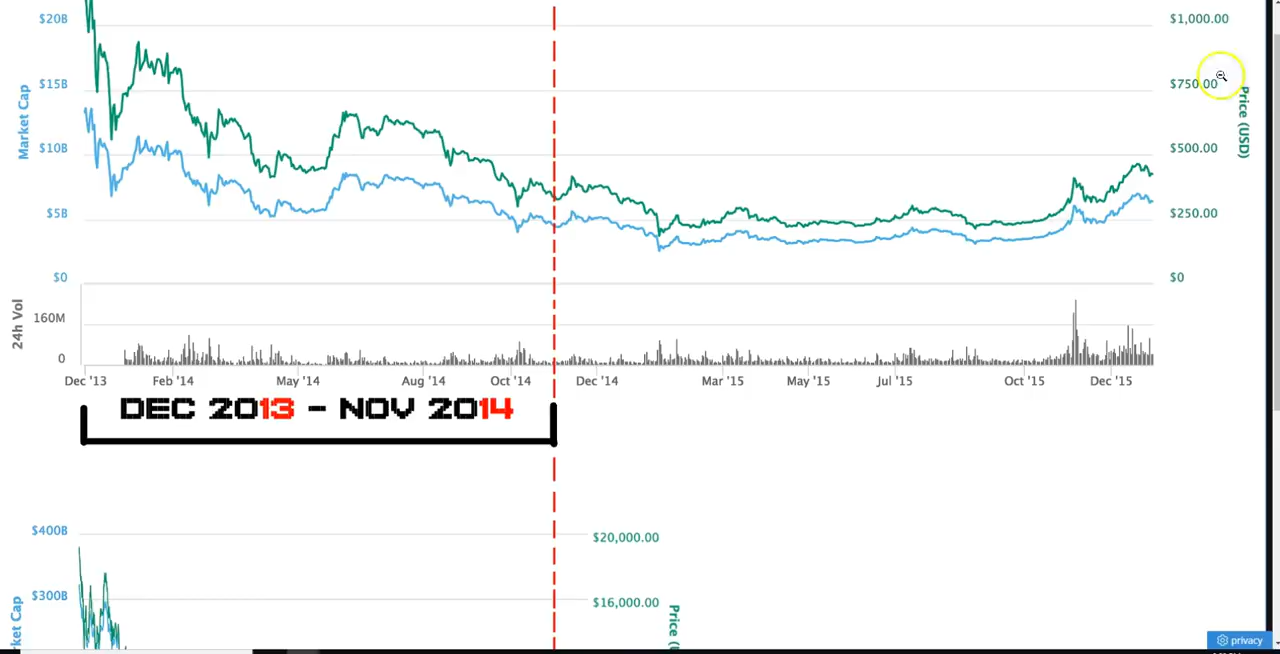 $20B
$1,000.00
$15B
$750.00
Market Cap
Price (USD)
$10B
$500.00
$5B
$250.00
$0
$0
24h Vol
160M
0
Dec '13 Feb '14 May '14 Aug '14 Oct '14 Dec '14 Mar '15 May '15 Jul '15 Oct '15 Dec '15
DEC 2013 - NOV 2014
$400B
$20,000.00
$300B
$16,000.00
ket Cap
Price (
privacy